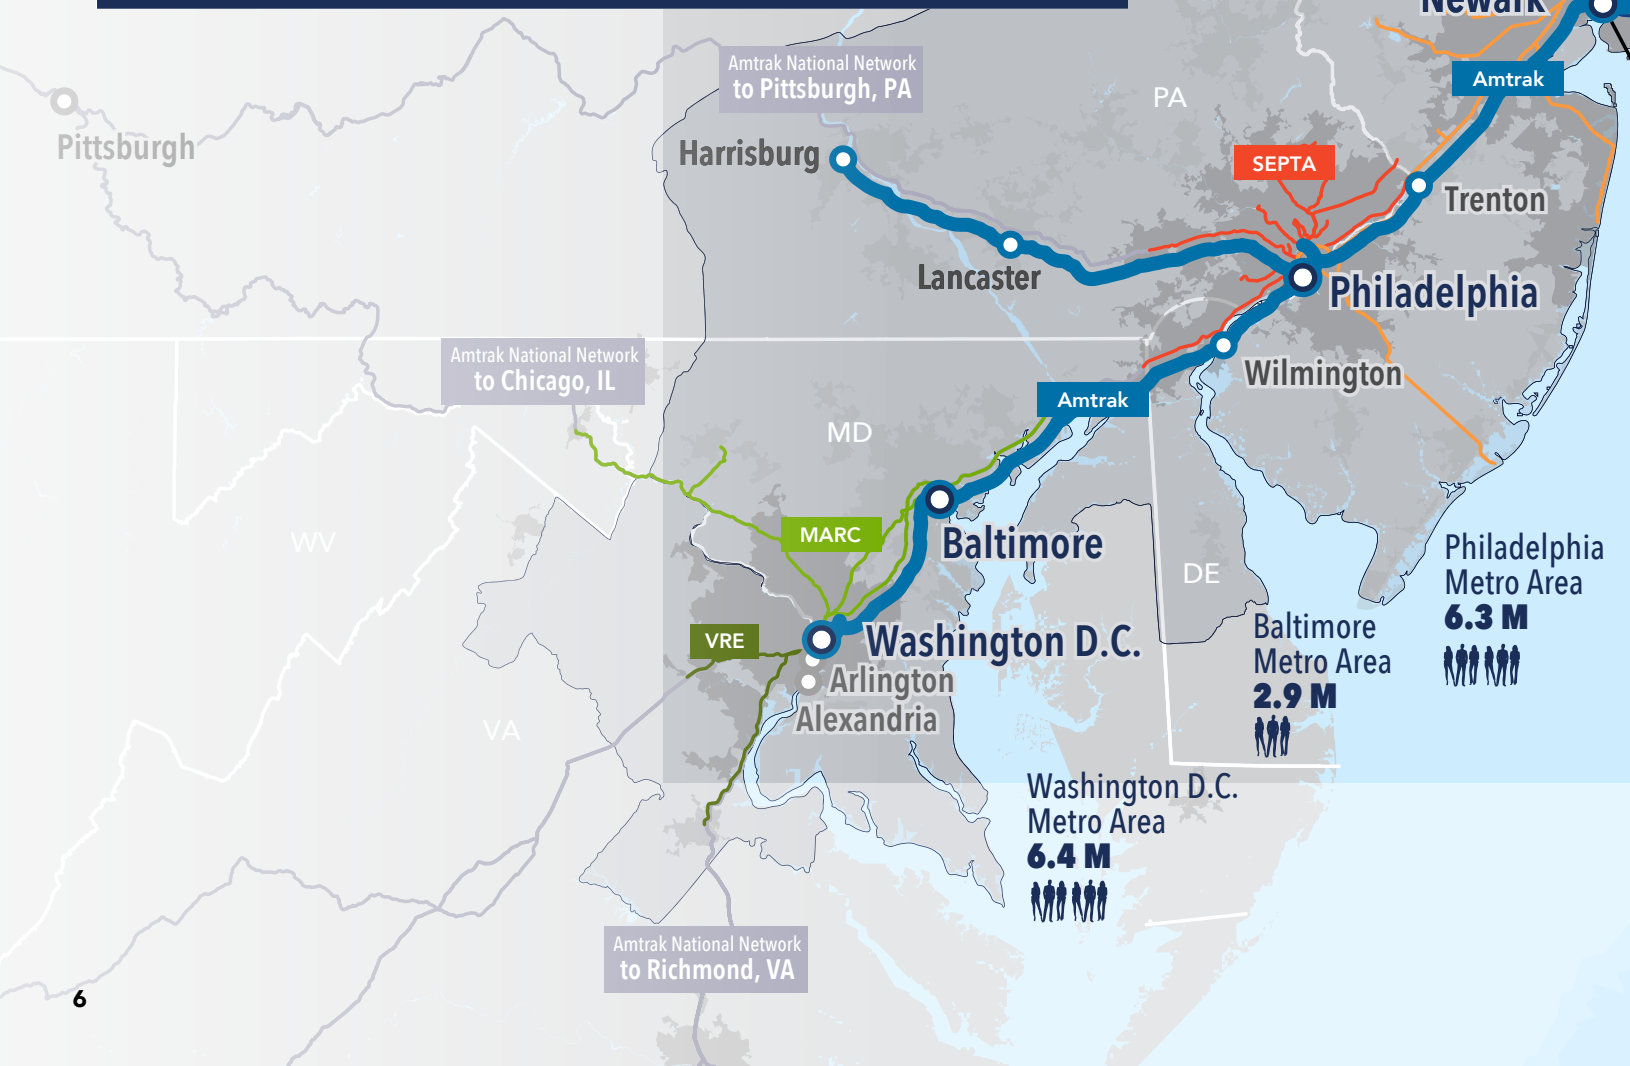 Newark
Amtrak National Network
to Pittsburgh, PA
Amtrak
PA
Pittsburgh
Harrisburg
SEPTA
Trenton
Lancaster
Philadelphia
Amtrak National Network
to Chicago, IL
Wilmington
Amtrak
MD
MARC
WV
Baltimore
DE
Philadelphia
Metro Area
6.3 M
VRE
Washington D.C.
Baltimore
Metro Area
2.9 M
Arlington
Alexandria
VA
Washington D.C.
Metro Area
6.4 M
Amtrak National Network
to Richmond, VA
6